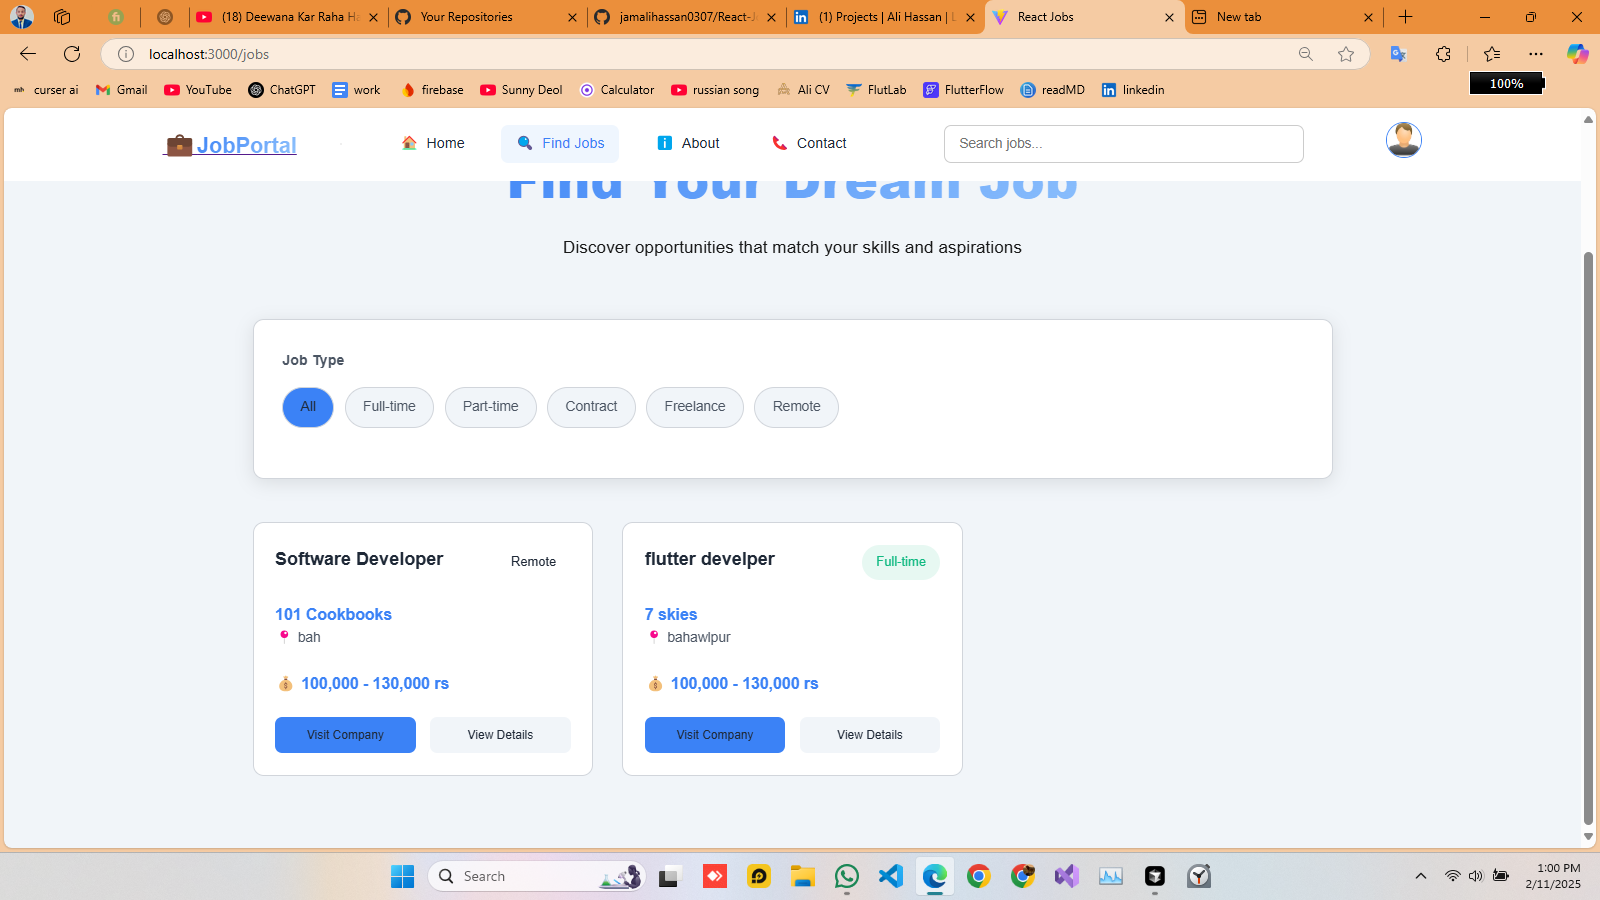 (18) Deewana Kar Raha Ha
Your Repositories
jamalihassan0307/React-Jo
(1) Projects | Ali Hassan | L
React Jobs
New tab
localhost:3000/jobs
curser ai
Gmail
YouTube
ChatGPT
work
firebase
Sunny Deol
Calculator
russian song
Ali CV
FlutLab
FlutterFlow
readMD
linkedin
100%
JobPortal
Home
Find Jobs
About
Contact
Search jobs...
Find Your Dream Job
Discover opportunities that match your skills and aspirations
Job Type
All
Full-time
Part-time
Contract
Freelance
Remote
Software Developer
Remote
101 Cookbooks
bah
100,000 - 130,000 rs
Visit Company
View Details
flutter develper
Full-time
7 skies
bahawlpur
100,000 - 130,000 rs
Visit Company
View Details
Search
1:00 PM
2/11/2025